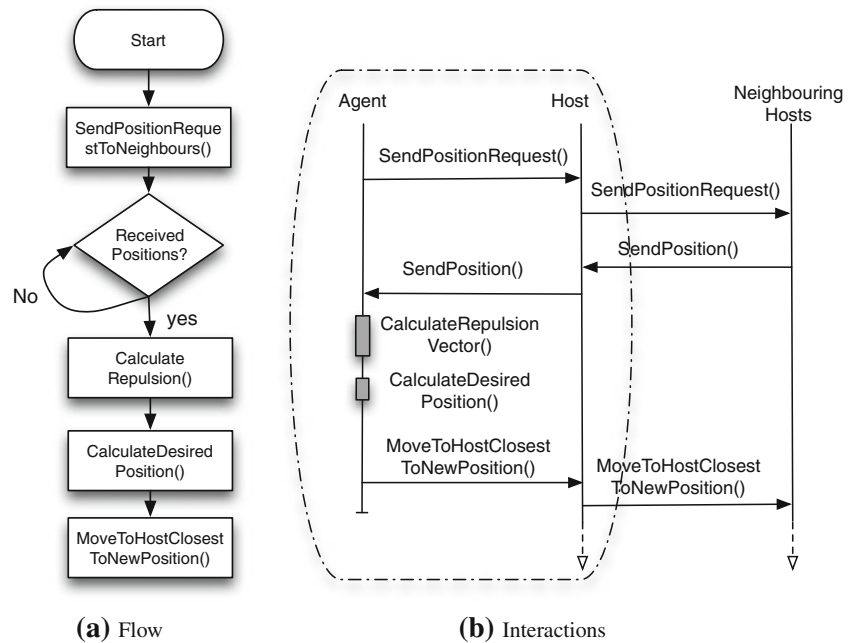 Start
SendPositionReque
stToNeighbours()
Received
Positions?
No
yes
Calculate
Repulsion()
CalculateDesired
Position()
MoveToHostClosest
ToNewPosition()
(a) Flow
Agent
Host
Neighbouring
Hosts
SendPositionRequest()
SendPositionRequest()
SendPosition()
SendPosition()
CalculateRepulsion
Vector()
CalculateDesired
Position()
MoveToHostClosest
ToNewPosition()
MoveToHostClosest
ToNewPosition()
(b) Interactions